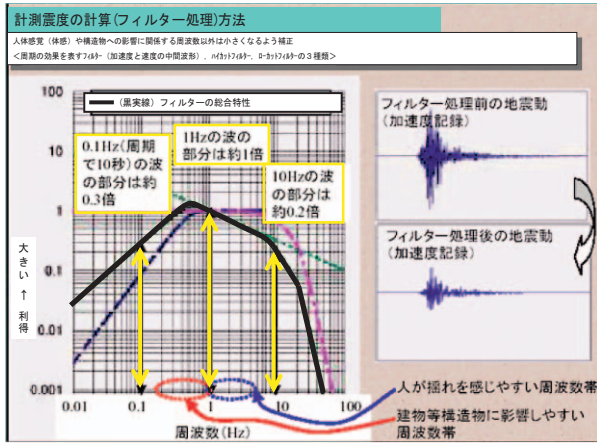 計測震度の計算(フィルター処理)方法
人体感覚（体感）や構造物への影響に関係する周波数以外は小さくなるよう補正
＜周期の効果を表すフィルター（加速度と速度の中間波形）、ハイカットフィルター、ローカットフィルターの３種類＞
（黒実線）フィルターの総合特性
0.1Hz(周期
で10秒)の波
の部分は約
0.3倍
1Hzの波の
部分は約1倍
10Hzの波
の部分は
約0.2倍
100
10
1
0.1
0.01
0.001
大きい ↑ 利得
0.01
0.1
1
10
100
周波数(Hz)
フィルター処理前の地震動
(加速度記録)
フィルター処理後の地震動
(加速度記録)
人が揺れを感じやすい周波数帯
建物等構造物に影響しやすい
周波数帯